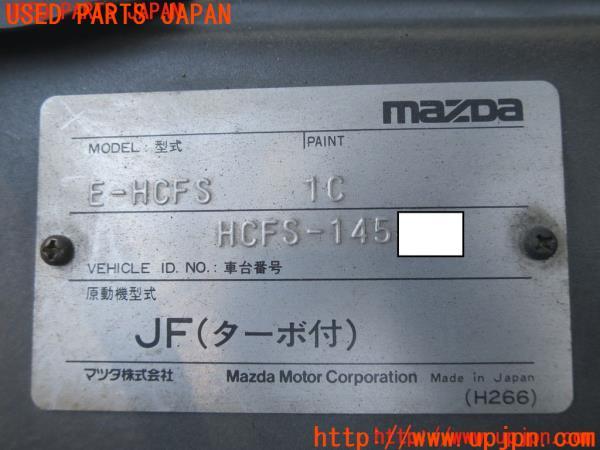 USED PARTS JAPAN
mazda
MODEL: 型式 PAINT
E-HCFS 1C
HCFS-145
VEHICLE ID. NO.: 車台番号
原動機型式
JF(ターボ付)
マツダ株式会社 Mazda Motor Corporation Made in Japan
(H266)
http://www.upjpn.com